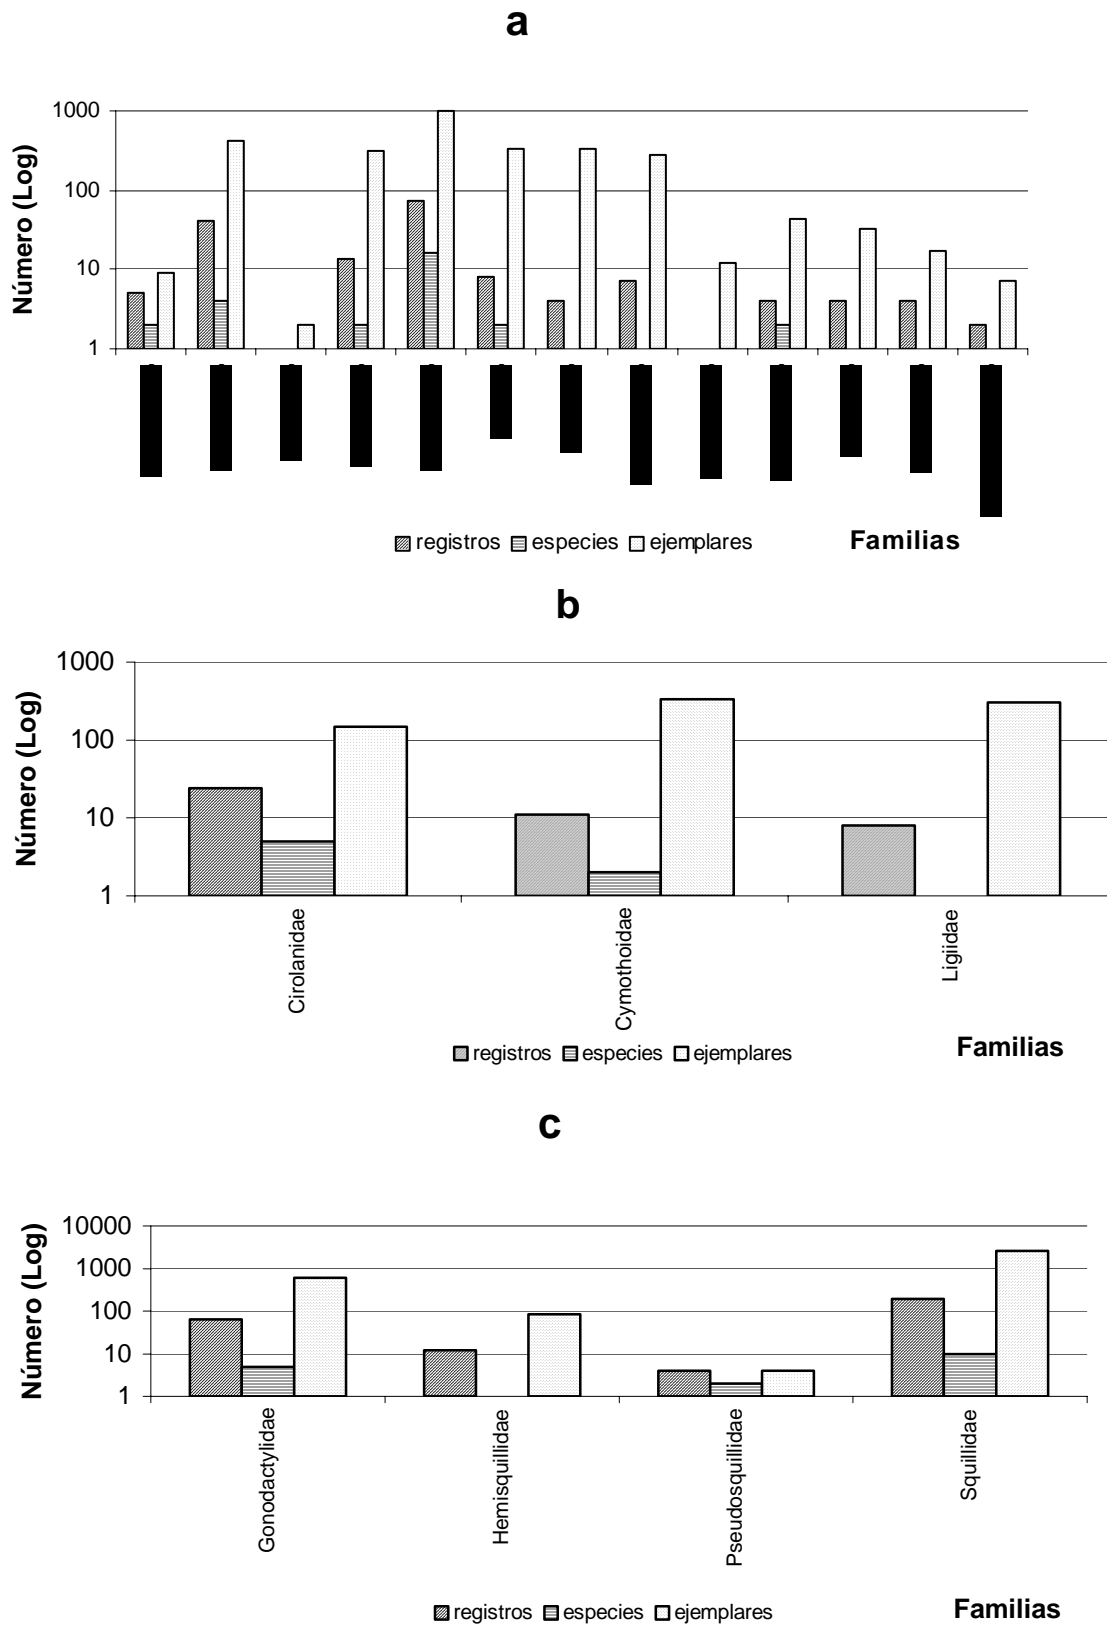 a
Número (Log)
1000
100
10
1
registros especies ejemplares
Familias
b
Número (Log)
1000
100
10
1
Cirolanidae
Cymothoidae
Ligiidae
registros especies ejemplares
Familias
c
Número (Log)
10000
1000
100
10
1
Gonodactylidae
Hemisquillidae
Pseudosquillidae
Squillidae
registros especies ejemplares
Familias